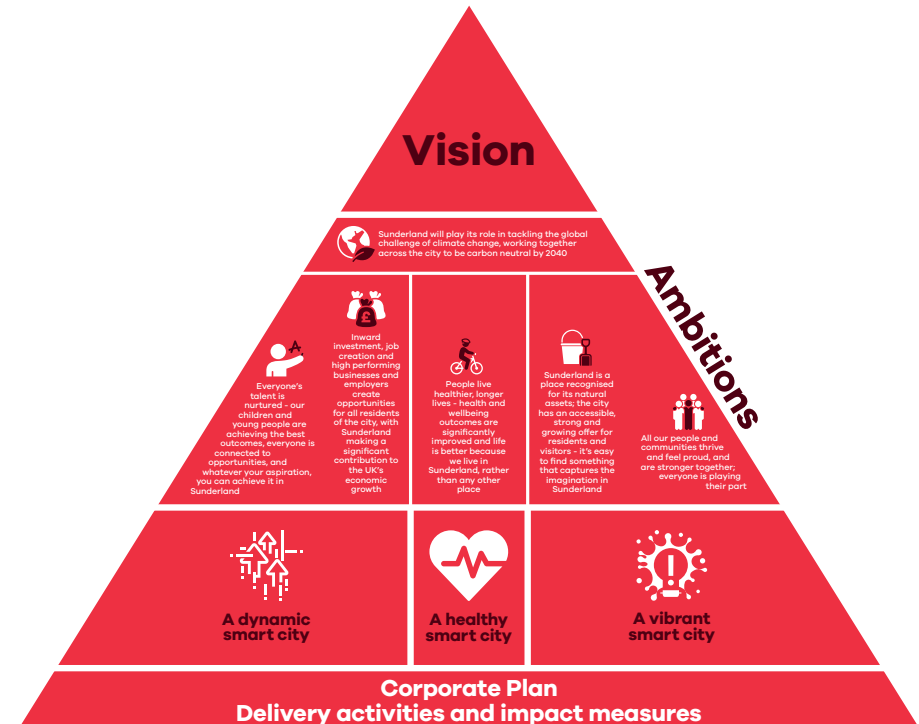 Vision
Sunderland will play its role in tackling the global
challenge of climate change, working together
across the city to be carbon neutral by 2040
Ambitions
Everyone's
talent is
nurtured - our
children and
young people are
achieving the best
outcomes, everyone is
connected to
opportunities, and
whatever your aspiration,
you can achieve it in
Sunderland
£
Inward
investment, job
creation and
high performing
businesses and
employers
create
opportunities
for all residents
of the city, with
Sunderland
making a
significant
contribution to
the UK's
economic
growth
People live
healthier, longer
lives - health and
wellbeing
outcomes are
significantly
improved and life
is better because
we live in
Sunderland, rather
than any other
place
Sunderland is a
place recognised
for its natural
assets; the city
has an accessible,
strong and
growing offer for
residents and
visitors - it's easy
to find something
that captures the
imagination in
Sunderland
All our people and
communities thrive
and feel proud, and
are stronger together;
everyone is playing
their part
A dynamic
smart city
A healthy
smart city
A vibrant
smart city
Corporate Plan
Delivery activities and impact measures